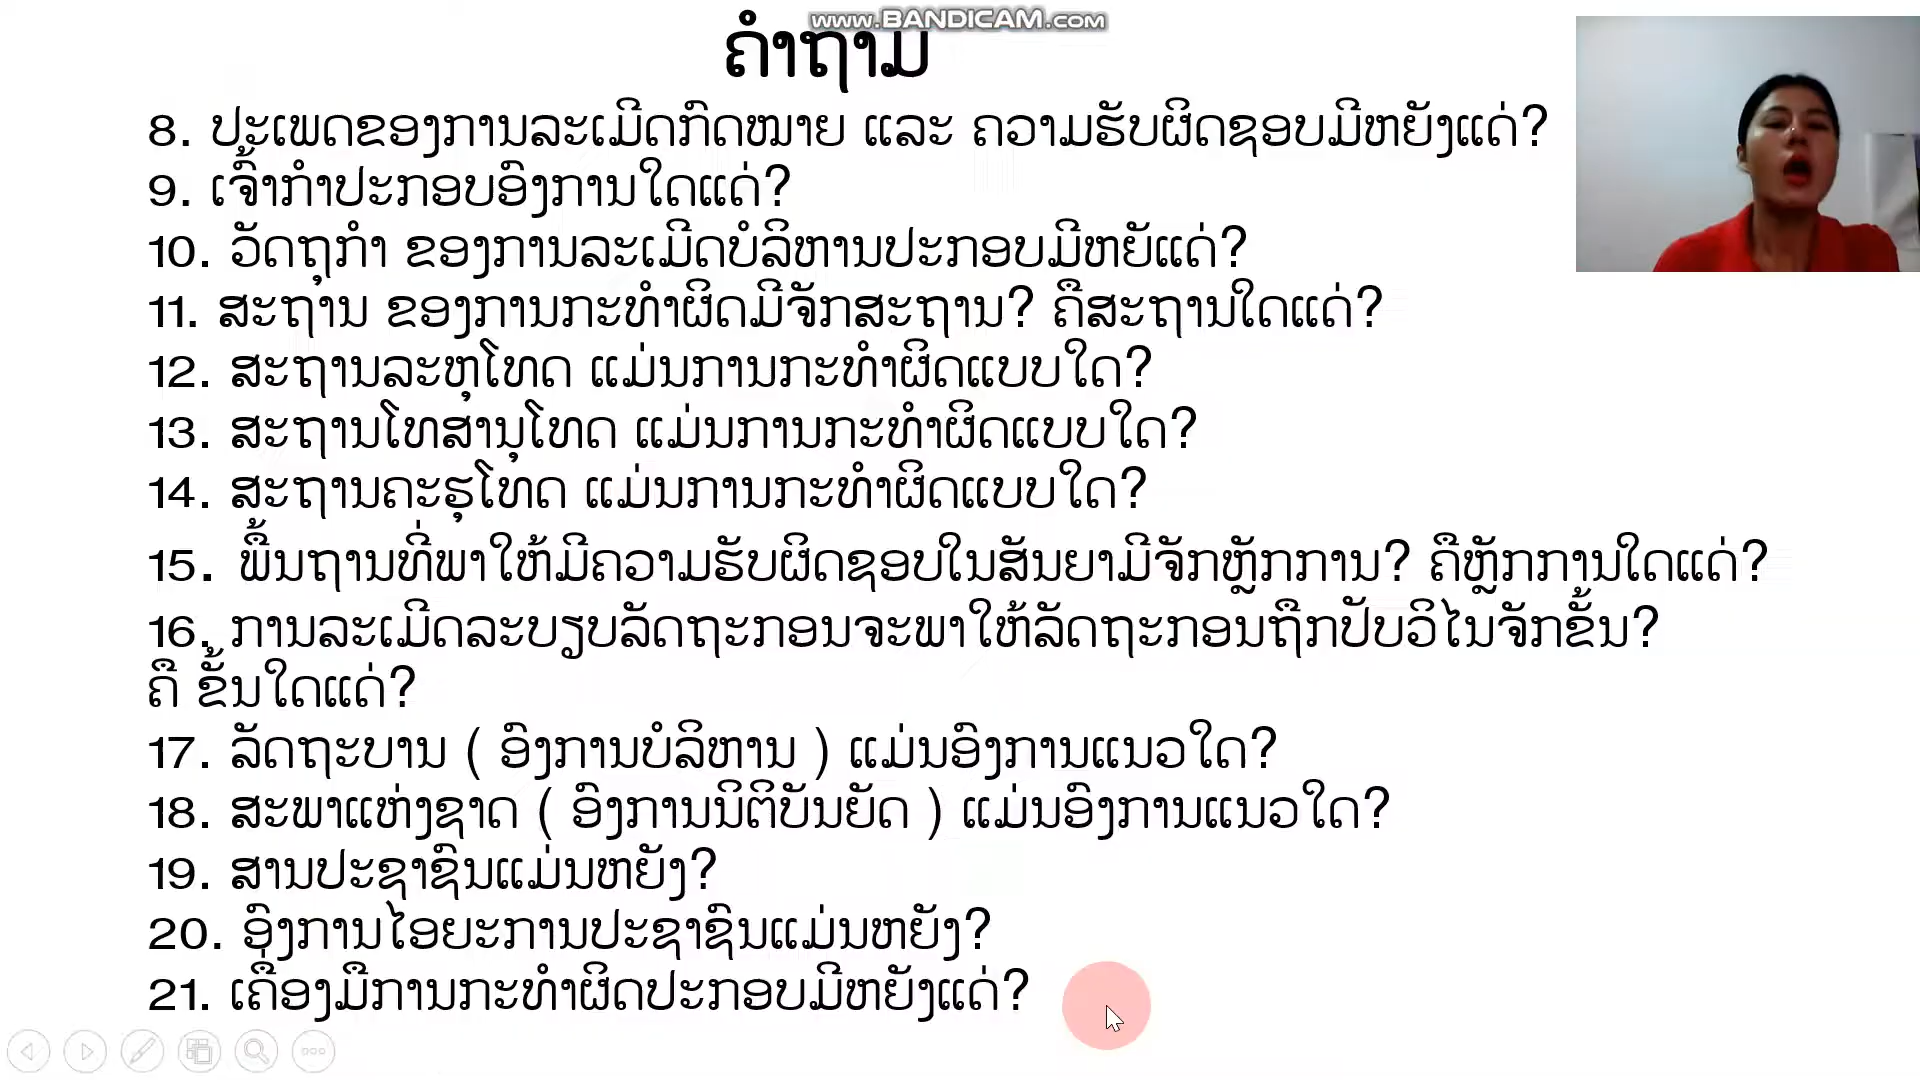 www.BANDICAM.com
ຄໍາຖາມ
8. ປະເພດຂອງການລະເມີດກົດໝາຍ ແລະ ຄວາມຮັບຜິດຊອບມີຫຍັງແດ່?
9. ເຈົ້າກໍາປະກອບອົງການໃດແດ່?
10. ວັດຖຸກໍາ ຂອງການລະເມີດບໍລິຫານປະກອບມີຫຍັແດ່?
11. ສະຖານ ຂອງການກະທໍາຜິດມີຈັກສະຖານ? ຄືສະຖານໃດແດ່?
12. ສະຖານລະຫຸໂທດ ແມ່ນການກະທໍາຜິດແບບໃດ?
13. ສະຖານໂທສານຸໂທດ ແມ່ນການກະທໍາຜິດແບບໃດ?
14. ສະຖານຄະຮຸໂທດ ແມ່ນການກະທໍາຜິດແບບໃດ?
15. ພື້ນຖານທີ່ພາໃຫ້ມີຄວາມຮັບຜິດຊອບໃນສັນຍາມີຈັກຫຼັກການ? ຄືຫຼັກການໃດແດ່?
16. ການລະເມີດລະບຽບລັດຖະກອນຈະພາໃຫ້ລັດຖະກອນຖືກປັບວິໄນຈັກຂັ້ນ?
ຄື ຂັ້ນໃດແດ່?
17. ລັດຖະບານ ( ອົງການບໍລິຫານ ) ແມ່ນອົງການແນວໃດ?
18. ສະພາແຫ່ງຊາດ ( ອົງການນິຕິບັນຍັດ ) ແມ່ນອົງການແນວໃດ?
19. ສານປະຊາຊົນແມ່ນຫຍັງ?
20. ອົງການໄອຍະການປະຊາຊົນແມ່ນຫຍັງ?
21. ເຄື່ອງມືການກະທໍາຜິດປະກອບມີຫຍັງແດ່?